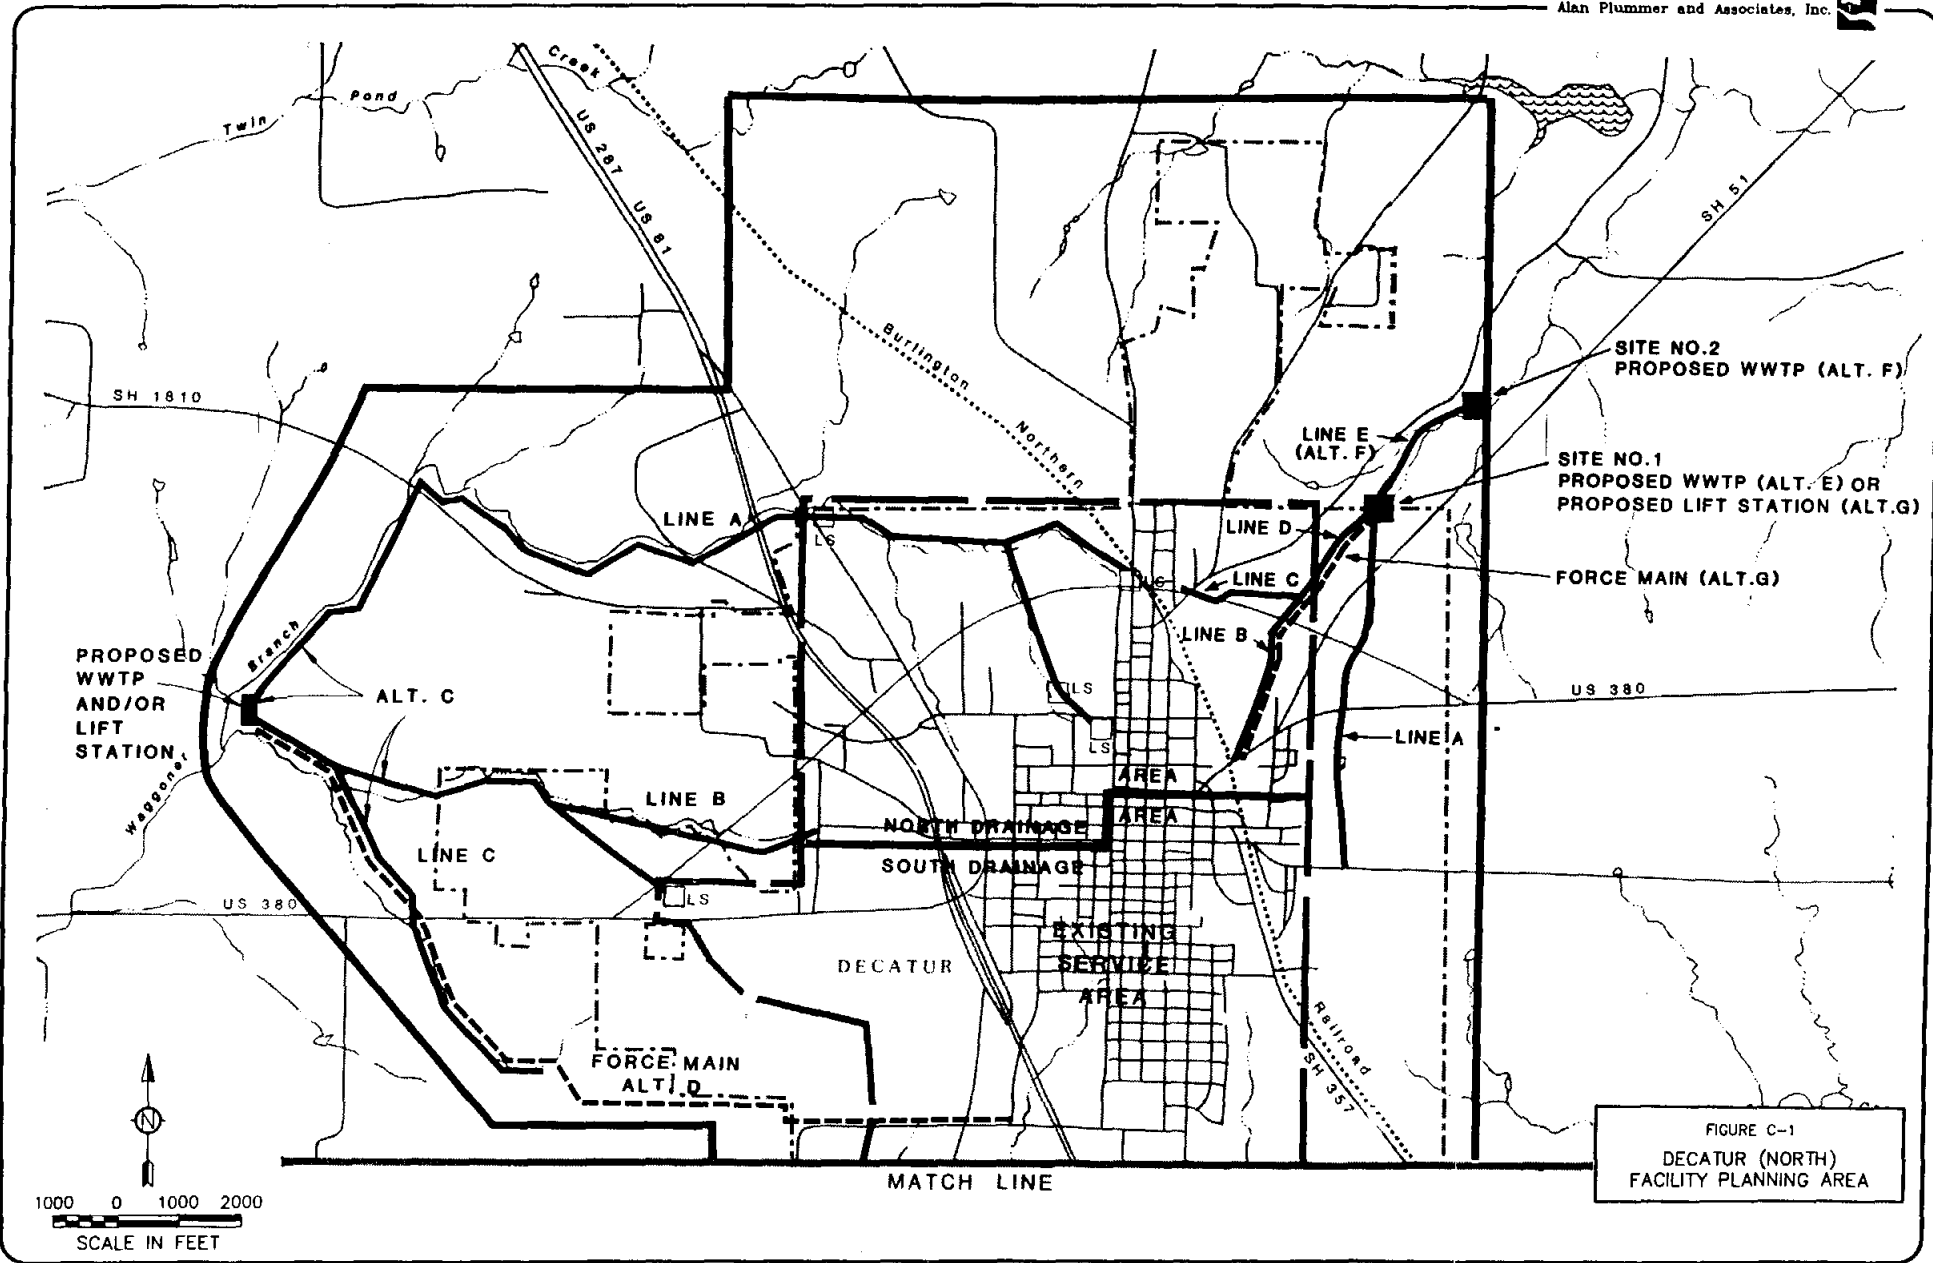 Alan Plummer and Associates, Inc.
Creek
Pond
Twin
US 287
US 81
SH 51
Burlington
Northern
SH 1810
SITE NO.2
PROPOSED WWTP (ALT. F)
LINE E
(ALT. F)
SITE NO.1
PROPOSED WWTP (ALT. E) OR
PROPOSED LIFT STATION (ALT.G)
LINE A
LS
LINE D
FORCE MAIN (ALT.G)
LS
LINE C
LINE B
Branch
PROPOSED
WWTP
AND/OR
LIFT
STATION
ALT. C
LS
US 380
LS
LINE A
Waggoner
AREA
LINE B
AREA
NORTH DRAINAGE
SOUTH DRAINAGE
LINE C
LS
US 380
EXISTING
SERVICE
AREA
DECATUR
Railroad
SH 357
FORCE MAIN
ALT. D
N
MATCH LINE
FIGURE C-1
DECATUR (NORTH)
FACILITY PLANNING AREA
1000 0 1000 2000
SCALE IN FEET